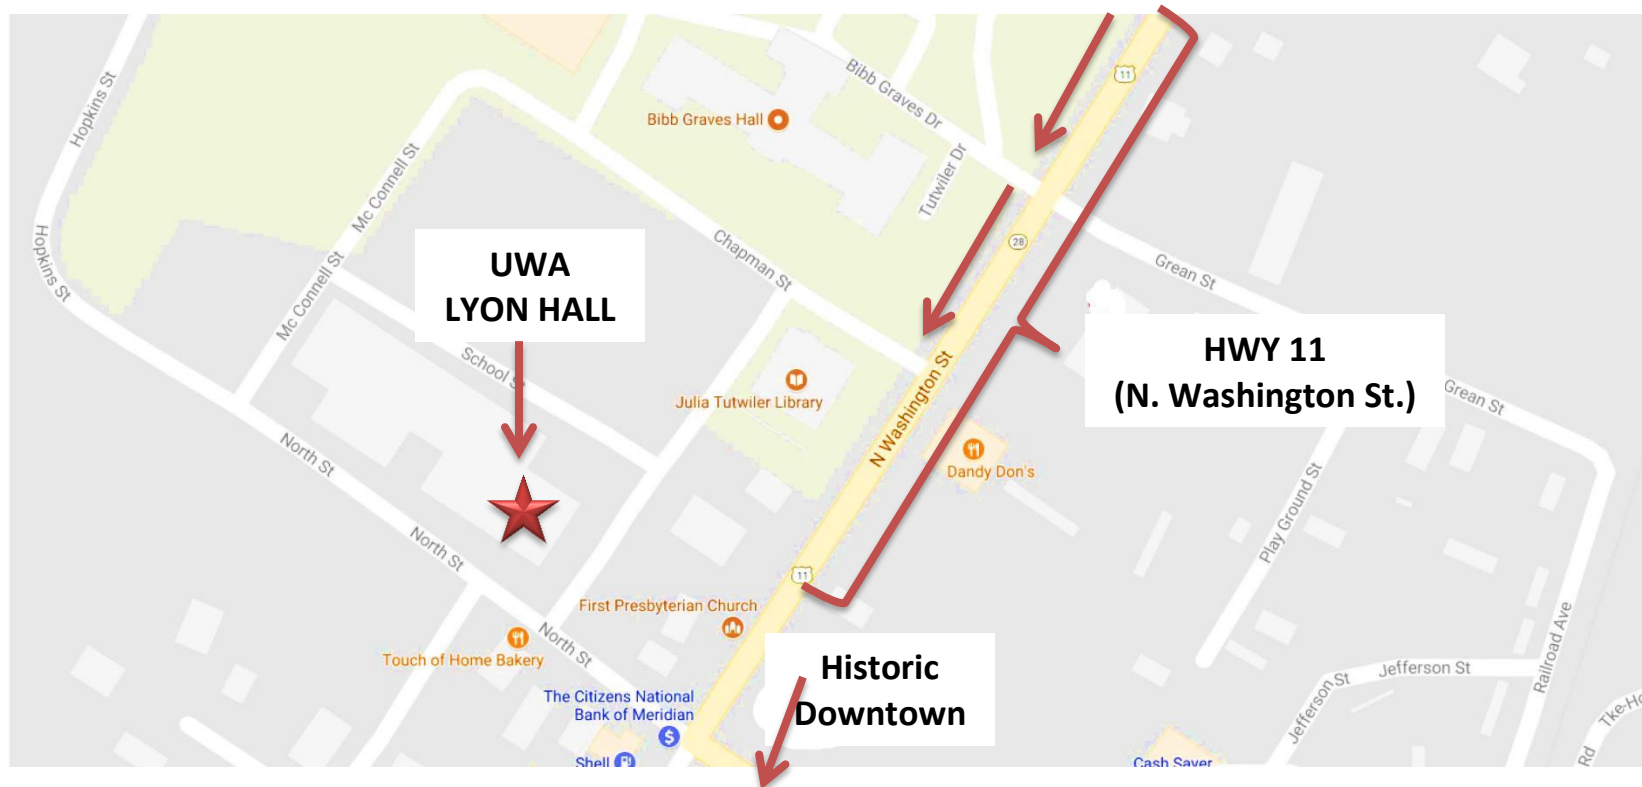 11
Bibb Graves Dr
Hopkins St
Bibb Graves Hall
Mc Connell St
Tutwiler Dr
28
Hopkins St
UWA
LYON HALL
Chapman St
Grean St
Mc Connell St
School S
HWY 11
(N. Washington St.)
Julia Tutwiler Library
N Washington St
Grean St
North St
Dandy Don's
Play Ground St
North St
11
First Presbyterian Church
North St
Touch of Home Bakery
Historic
Downtown
Jefferson St
Jefferson St
Railroad Ave
The Citizens National
Bank of Meridian
$
Shell
Cash Saver
Tke-Ho
Rd